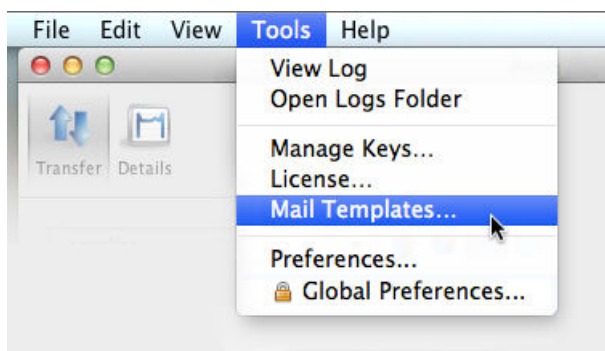 File Edit View Tools Help
View Log
Open Logs Folder
Transfer Details
Manage Keys...
License...
Mail Templates...
Preferences...
Global Preferences...